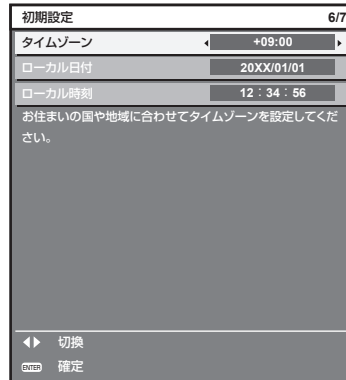 初期設定 6/7
タイムゾーン +09:00
ローカル日付 20XX/01/01
ローカル時刻 12：34：56
お住まいの国や地域に合わせてタイムゾーンを設定してくだ
さい。
切換
ENTER 確定